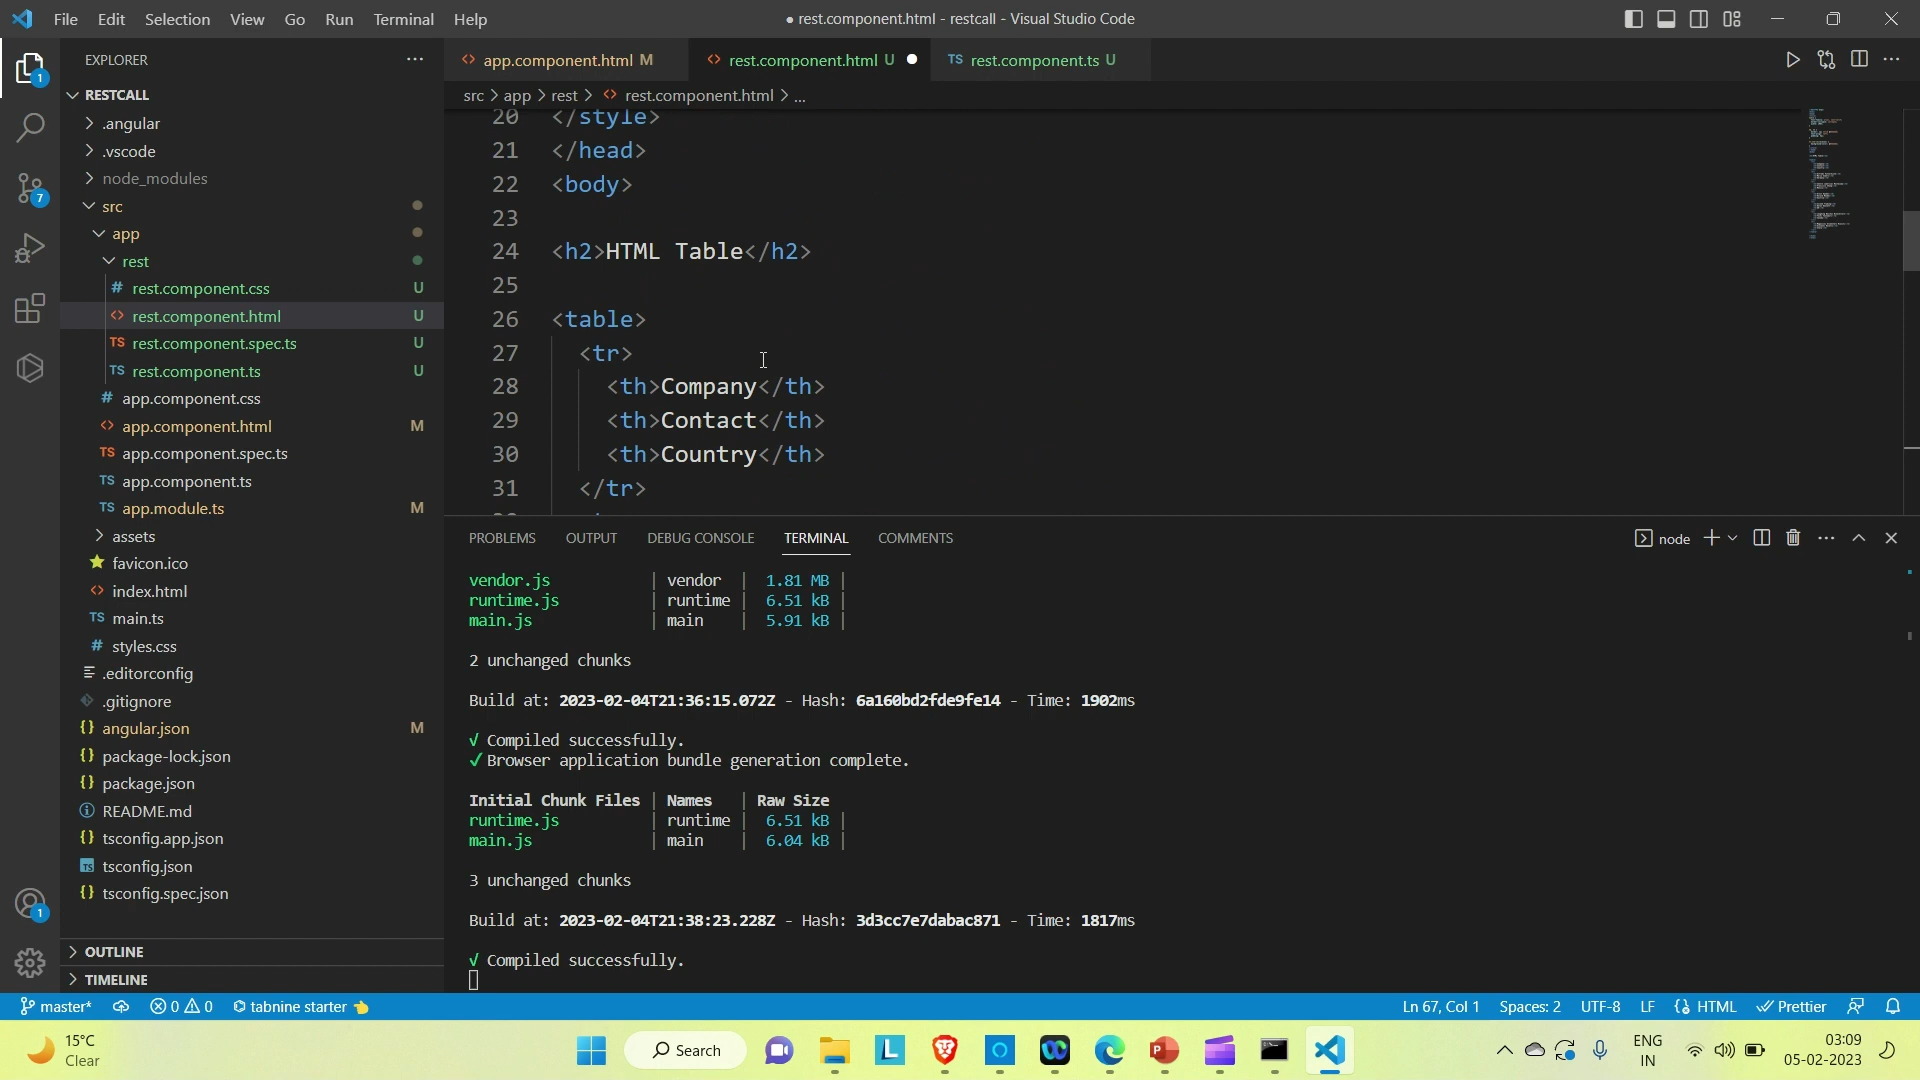 File Edit Selection View Go Run Terminal Help
● rest.component.html - restcall - Visual Studio Code
EXPLORER
RESTCALL
.angular
.vscode
node_modules
src
app
rest
# rest.component.css U
<> rest.component.html U
TS rest.component.spec.ts U
TS rest.component.ts U
# app.component.css
<> app.component.html M
TS app.component.spec.ts
TS app.component.ts
TS app.module.ts M
assets
favicon.ico
<> index.html
TS main.ts
# styles.css
.editorconfig
.gitignore
{} angular.json M
{} package-lock.json
{} package.json
README.md
{} tsconfig.app.json
TS tsconfig.json
{} tsconfig.spec.json
OUTLINE
TIMELINE
1
7
1
<> app.component.html M
<> rest.component.html U ●
TS rest.component.ts U
src > app > rest > <> rest.component.html > ...
20 </style>
21 </head>
22 <body>
23
24 <h2>HTML Table</h2>
25
26 <table>
27 <tr>
28 <th>Company</th>
29 <th>Contact</th>
30 <th>Country</th>
31 </tr>
PROBLEMS OUTPUT DEBUG CONSOLE TERMINAL COMMENTS
node
vendor.js | vendor | 1.81 MB |
runtime.js | runtime | 6.51 kB |
main.js | main | 5.91 kB |
2 unchanged chunks
Build at: 2023-02-04T21:36:15.072Z - Hash: 6a160bd2fde9fe14 - Time: 1902ms
√ Compiled successfully.
✓ Browser application bundle generation complete.
Initial Chunk Files | Names | Raw Size
runtime.js | runtime | 6.51 kB |
main.js | main | 6.04 kB |
3 unchanged chunks
Build at: 2023-02-04T21:38:23.228Z - Hash: 3d3cc7e7dabac871 - Time: 1817ms
√ Compiled successfully.
master* 0 0 tabnine starter
Ln 67, Col 1 Spaces: 2 UTF-8 LF HTML Prettier
15°C
Clear
Search
ENG
IN
03:09
05-02-2023